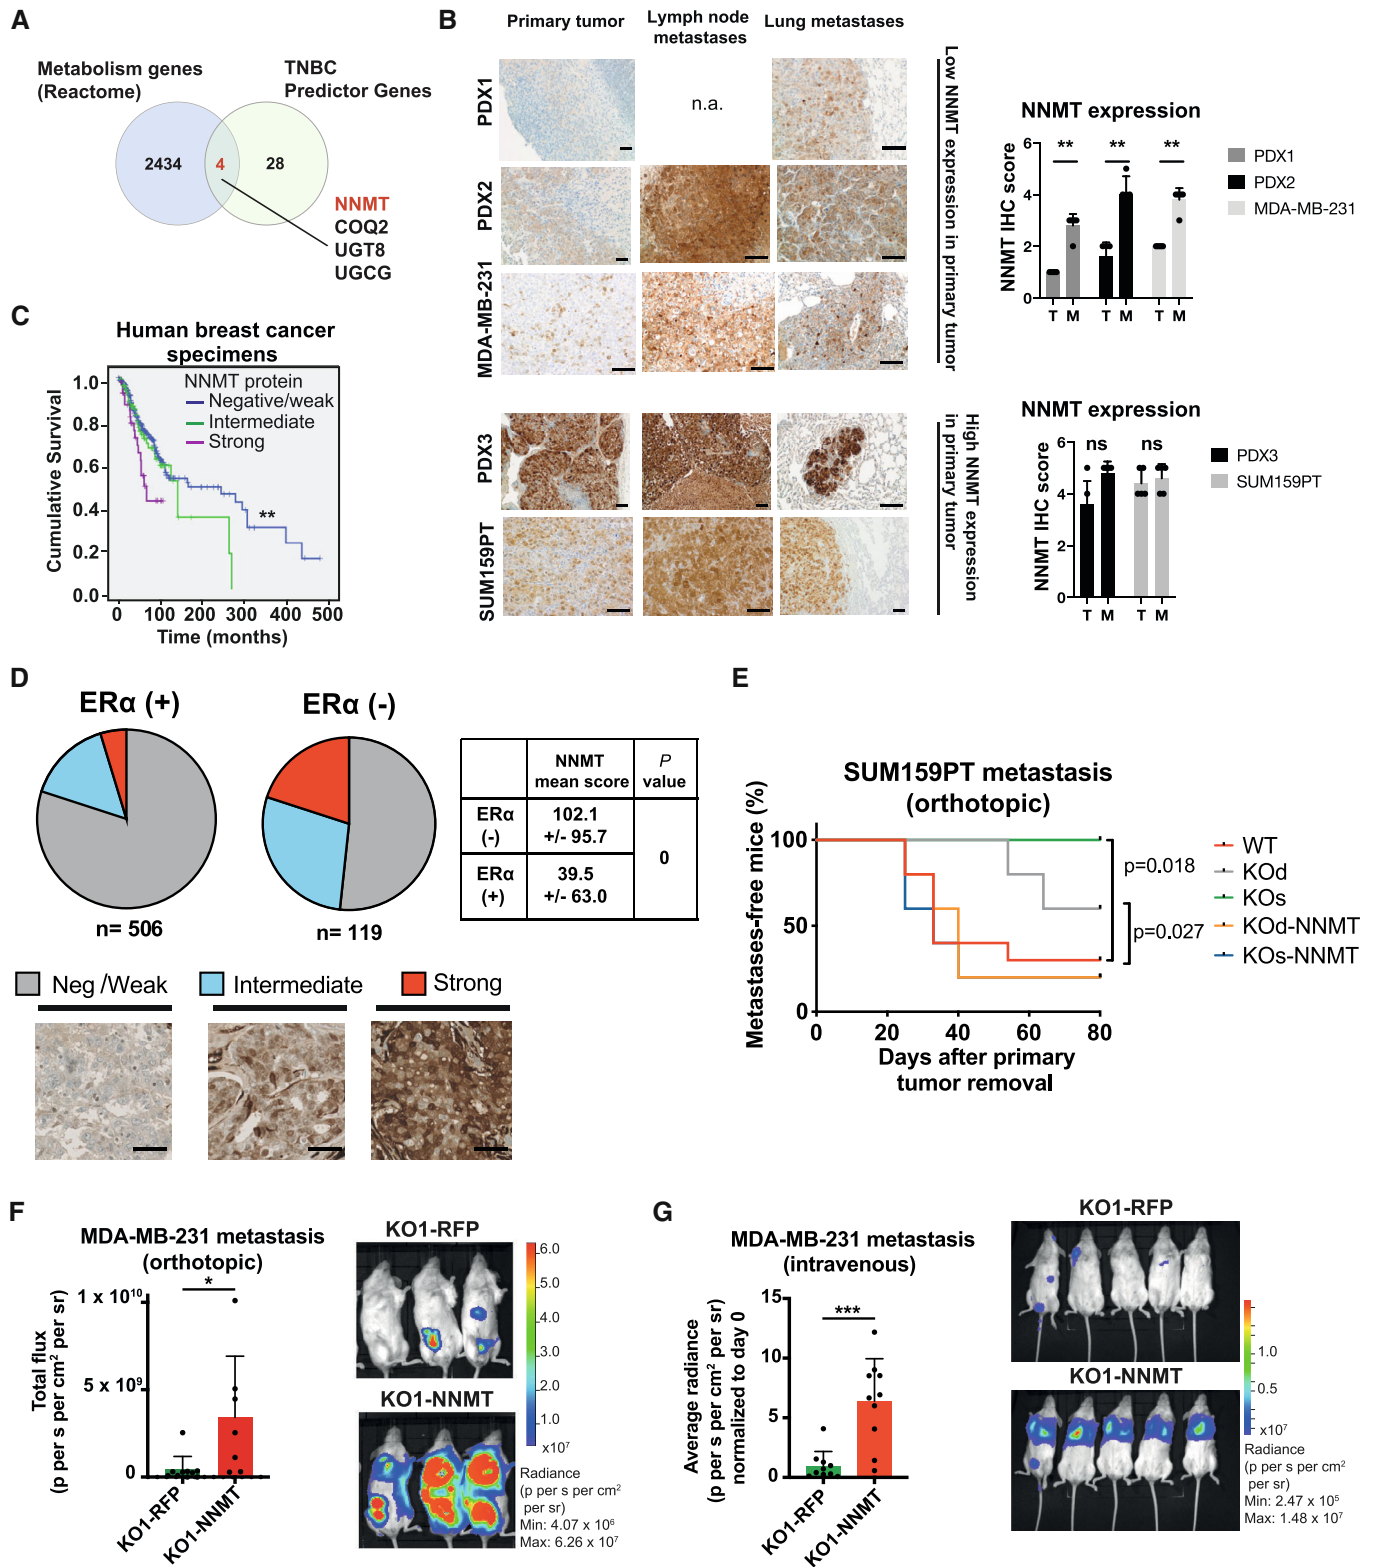 A
Metabolism genes
(Reactome)
TNBC
Predictor Genes
2434
4
28
NNMT
COQ2
UGT8
UGCG
B
Primary tumor
Lymph node
metastases
Lung metastases
PDX1
n.a.
PDX2
MDA-MB-231
PDX3
SUM159PT
Low NNMT expression in primary tumor
High NNMT expression
in primary tumor
NNMT expression
NNMT IHC score
6
4
2
0
**
**
**
T
M
T
M
T
M
PDX1
PDX2
MDA-MB-231
NNMT expression
NNMT IHC score
6
4
2
0
ns
ns
T
M
T
M
PDX3
SUM159PT
C
Human breast cancer
specimens
NNMT protein
Negative/weak
Intermediate
Strong
**
Cumulative Survival
1.0
0.8
0.6
0.4
0.2
0.0
0
100
200
300
400
500
Time (months)
D
ERα (+)
n= 506
ERα (-)
n= 119
NNMT
mean score
P
value
ERα
(-)
102.1
+/- 95.7
0
ERα
(+)
39.5
+/- 63.0
Neg /Weak
Intermediate
Strong
E
SUM159PT metastasis
(orthotopic)
Metastases-free mice (%)
100
50
0
0
20
40
60
80
Days after primary
tumor removal
p=0.018
p=0.027
WT
KOd
KOs
KOd-NNMT
KOs-NNMT
F
MDA-MB-231 metastasis
(orthotopic)
*
Total flux
(p per s per cm² per sr)
1 x 10¹⁰
5 x 10⁹
0
KO1-RFP
KO1-NNMT
KO1-RFP
KO1-NNMT
6.0
5.0
4.0
3.0
2.0
1.0
x10⁷
Radiance
(p per s per cm²
per sr)
Min: 4.07 x 10⁶
Max: 6.26 x 10⁷
G
MDA-MB-231 metastasis
(intravenous)
***
Average radiance
(p per s per cm² per sr)
normalized to day 0
15
10
5
0
KO1-RFP
KO1-NNMT
KO1-RFP
KO1-NNMT
1.0
0.5
x10⁷
Radiance
(p per s per cm²
per sr)
Min: 2.47 x 10⁵
Max: 1.48 x 10⁷